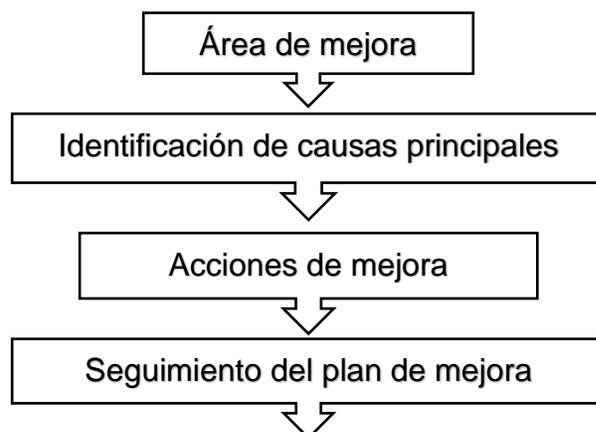 Área de mejora
Identificación de causas principales
Acciones de mejora
Seguimiento del plan de mejora